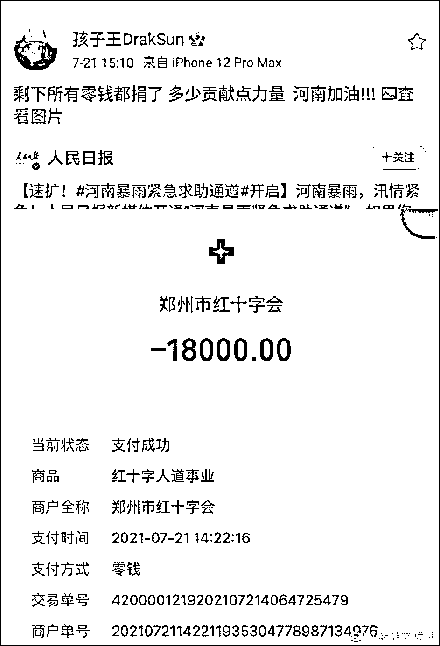 孩子王DrakSun
7-21 15:10 来自 iPhone 12 Pro Max
剩下所有零钱都捐了 多少贡献点力量 河南加油!!! 查
看图片
人民日报
+关注
【速扩！#河南暴雨紧急求助通道#开启】河南暴雨，汛情紧
郑州市红十字会
-18000.00
当前状态 支付成功
商品 红十字人道事业
商户全称 郑州市红十字会
支付时间 2021-07-21 14:22:16
支付方式 零钱
交易单号 4200001219202107214064725479
商户单号 20210721142211935304778987134976